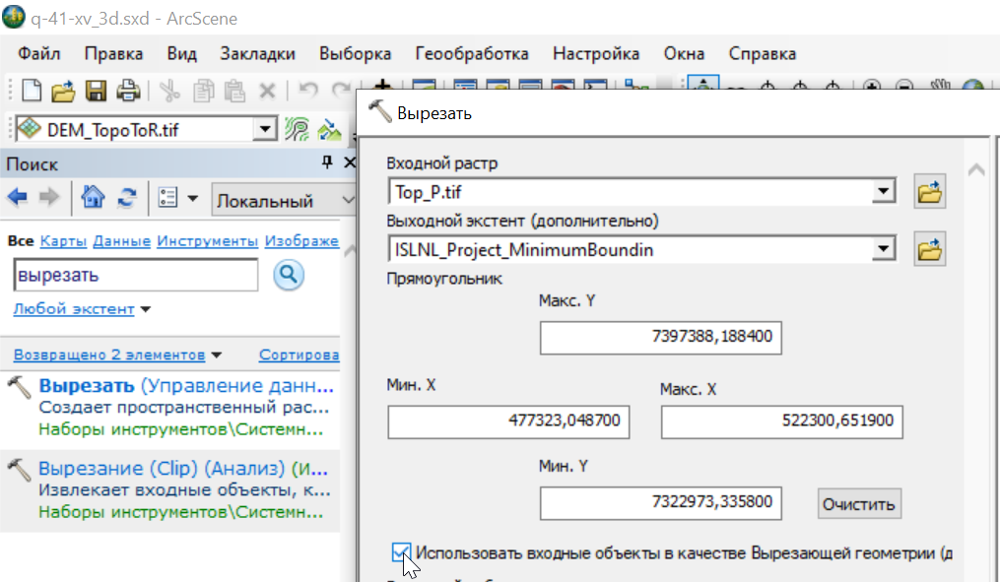 q-41-xv_3d.sxd - ArcScene
Файл Правка Вид Закладки Выборка Геообработка Настройка Окна Справка
DEM_TopoToR.tif
Поиск
Локальный
Все Карты Данные Инструменты Изображе
вырезать
Любой экстент
Возвращено 2 элементов Сортирова
Вырезать (Управление данн...
Создает пространственный рас...
Наборы инструментов\Системн...
Вырезание (Clip) (Анализ) (И...
Извлекает входные объекты, к...
Наборы инструментов\Системн...
Вырезать
Входной растр
Top_P.tif
Выходной экстент (дополнительно)
ISLNL_Project_MinimumBoundin
Прямоугольник
Макс. Y
7397388,188400
Мин. X Макс. X
477323,048700 522300,651900
Мин. Y
7322973,335800 Очистить
Использовать входные объекты в качестве Вырезающей геометрии (д